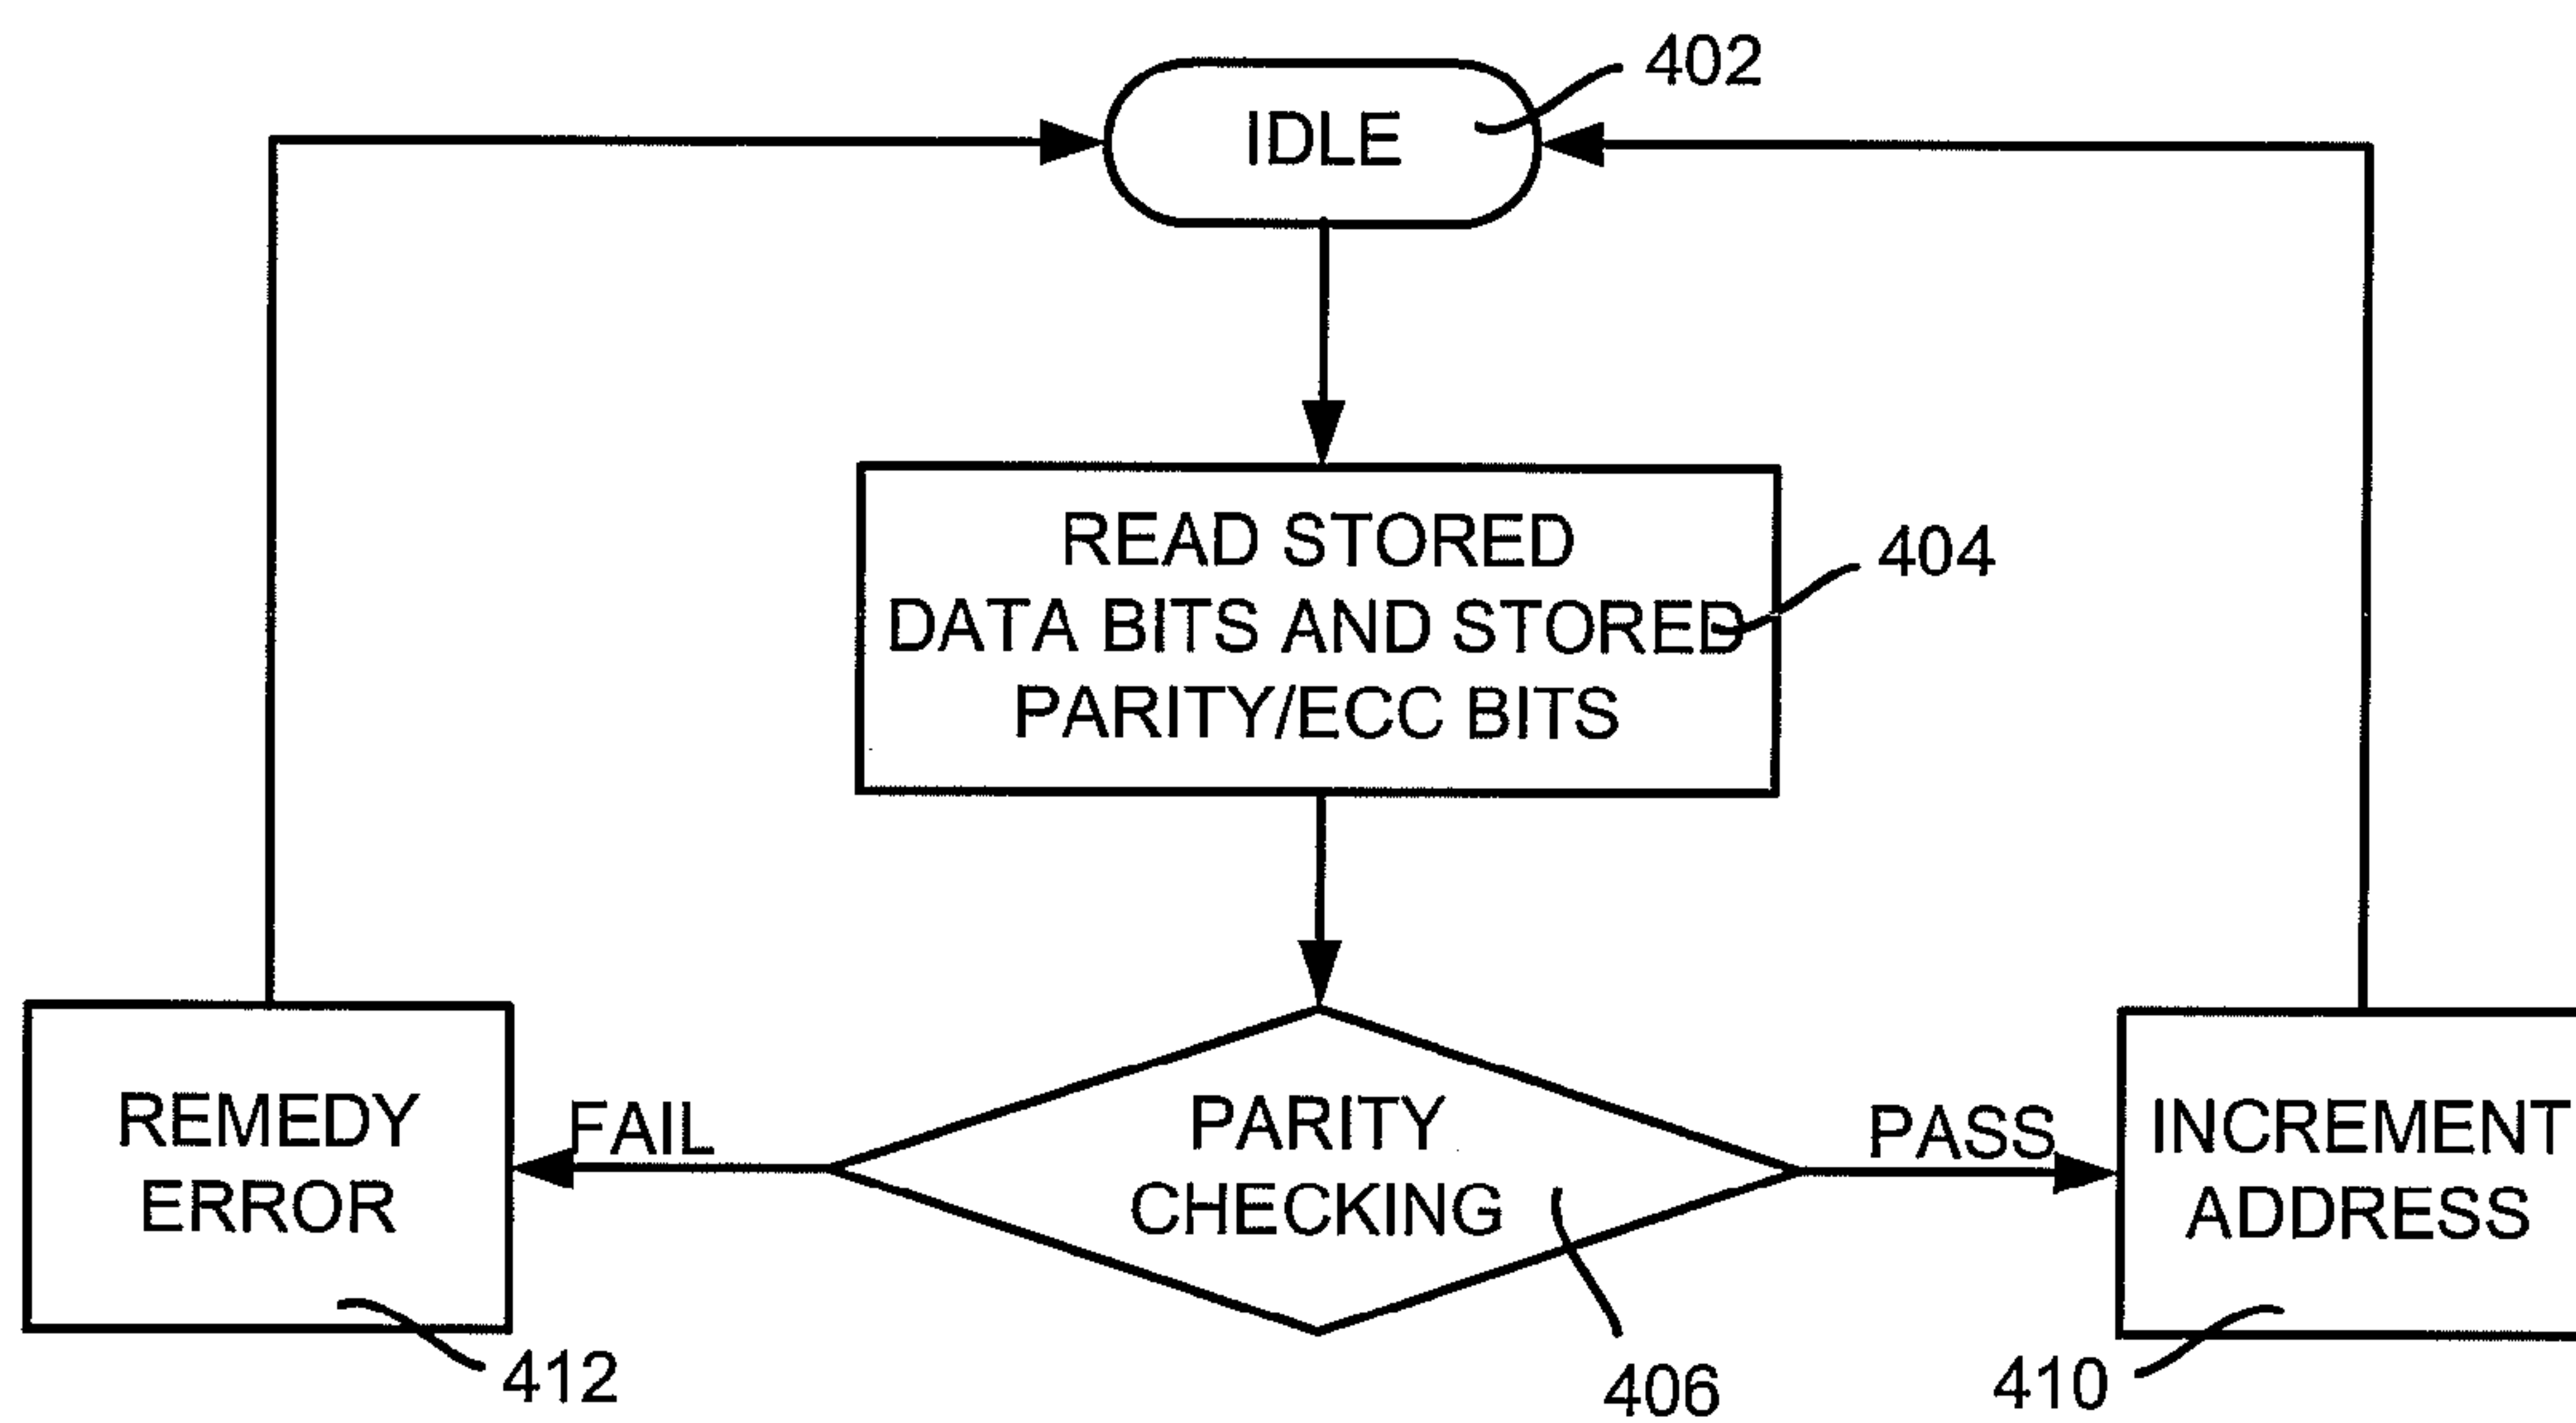 402
IDLE
READ STORED
DATA BITS AND STORED
PARITY/ECC BITS
404
REMEDY
ERROR
FAIL
PARITY
CHECKING
PASS
INCREMENT
ADDRESS
412
406
410